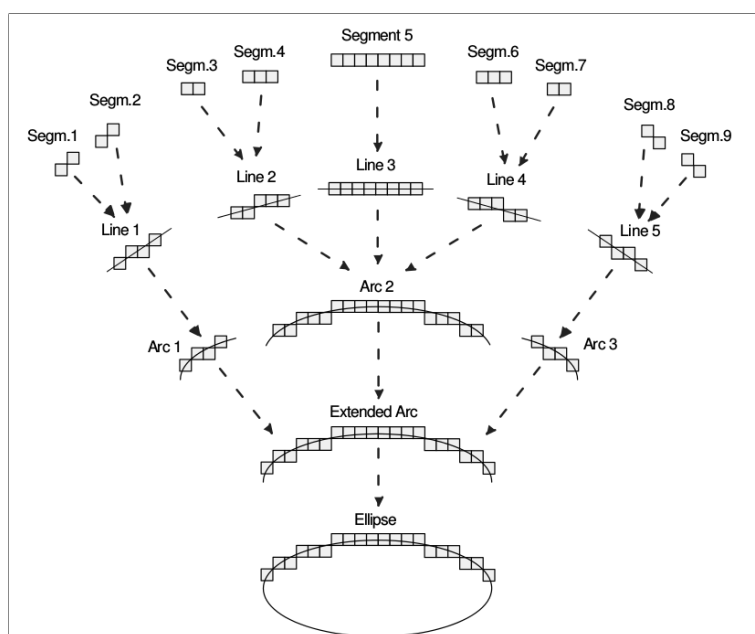 Segment 5
Segm.4
Segm.6
Segm.3
Segm.7
Segm.2
Segm.8
Segm.1
Segm.9
Line 2
Line 3
Line 4
Line 1
Line 5
Arc 2
Arc 1
Arc 3
Extended Arc
Ellipse